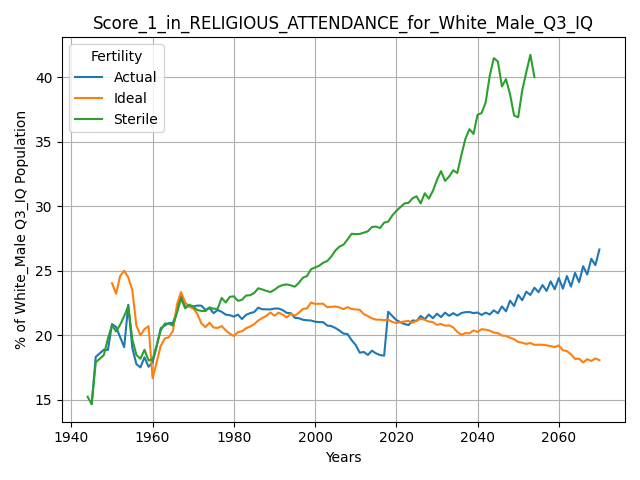 Score_1_in_RELIGIOUS_ATTENDANCE_for_White_Male_Q3_IQ
Fertility
Actual
Ideal
Sterile
% of White_Male Q3_IQ Population
40
35
30
25
20
15
1940 1960 1980 2000 2020 2040 2060
Years